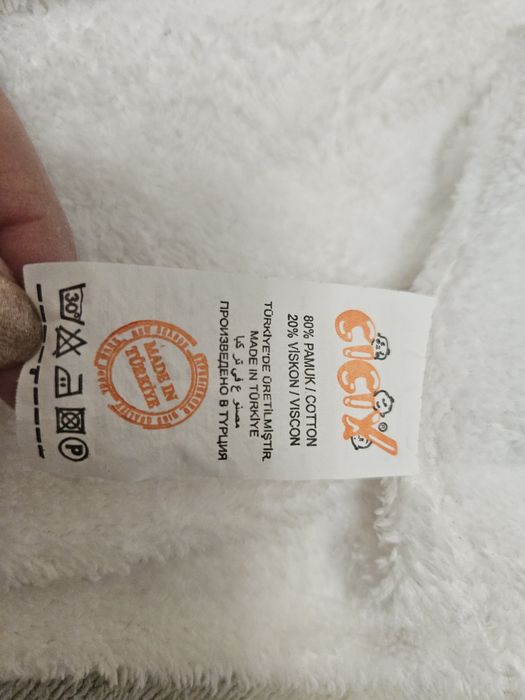 CiCiX®
80% PAMUK / COTTON
20% VİSKON / VISCON
TÜRKİYE'DE ÜRETİLMİŞTİR.
MADE IN TÜRKİYE
مصنوع في تركيا
ПРОИЗВЕДЕНО В ТУРЦИЯ
MADE IN
TÜRKİYE
30°
P